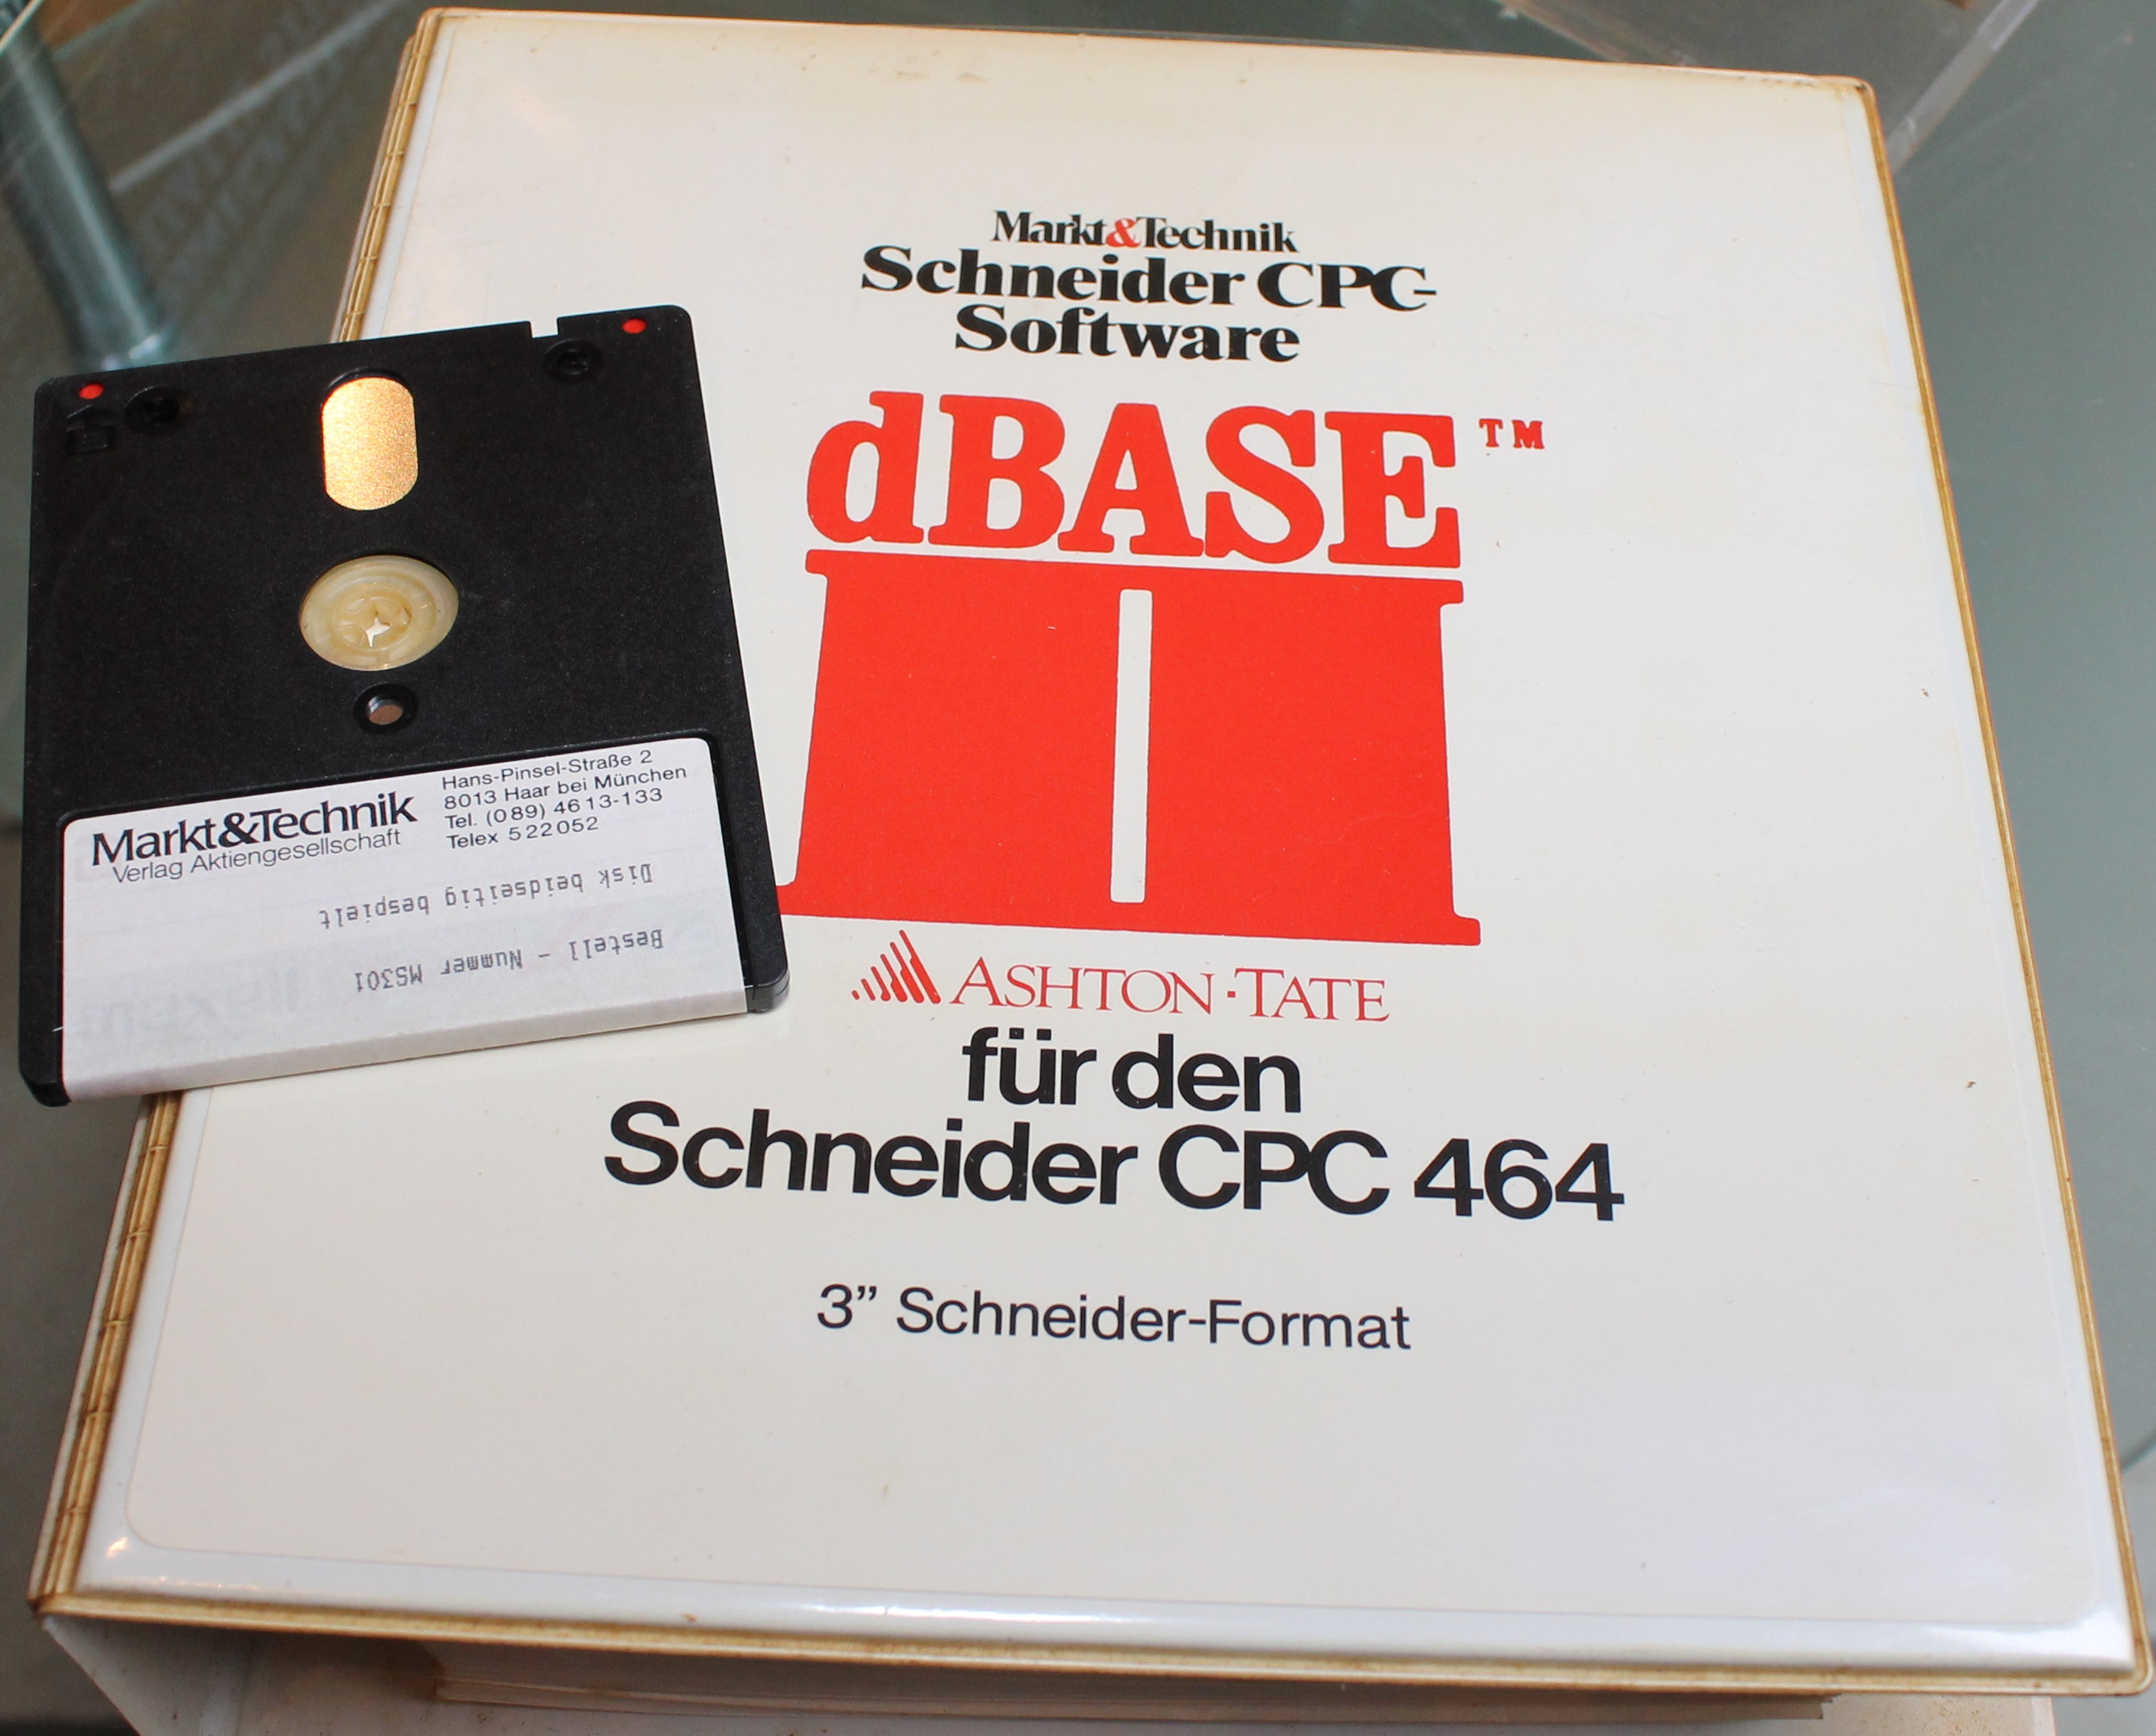 Markt&Technik
Schneider CPC-
Software
dBASE™
II
ASHTON·TATE
für den
Schneider CPC 464
3” Schneider-Format
Markt&Technik
Verlag Aktiengesellschaft
Hans-Pinsel-Straße 2
8013 Haar bei München
Tel. (089) 4613-133
Telex 522052
Bestell - Nummer MS301
Disk beidseitig bespielt